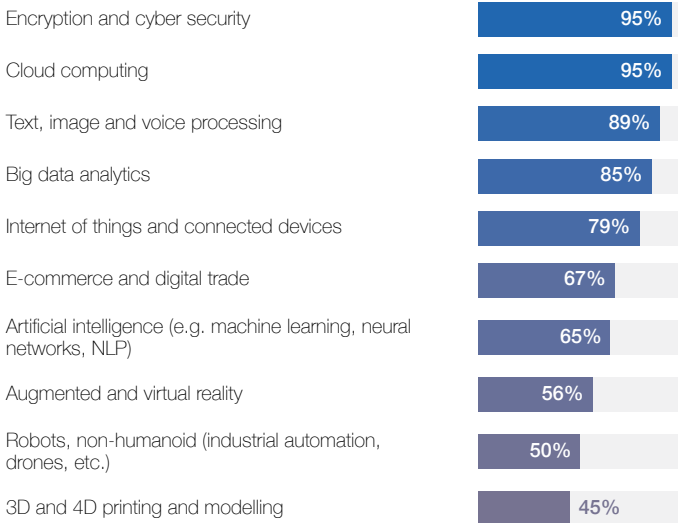 Encryption and cyber security 95%
Cloud computing 95%
Text, image and voice processing 89%
Big data analytics 85%
Internet of things and connected devices 79%
E-commerce and digital trade 67%
Artificial intelligence (e.g. machine learning, neural
networks, NLP) 65%
Augmented and virtual reality 56%
Robots, non-humanoid (industrial automation,
drones, etc.) 50%
3D and 4D printing and modelling 45%